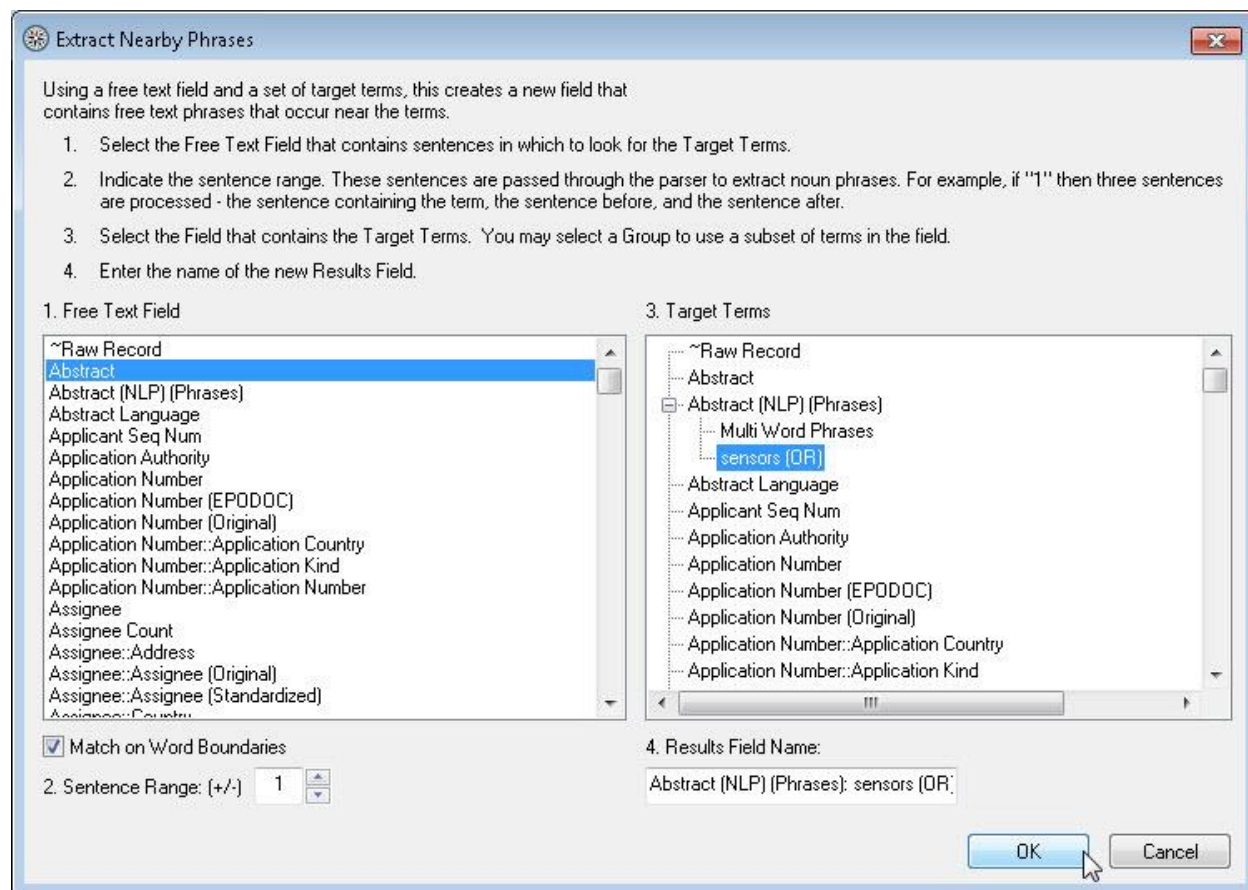 Extract Nearby Phrases
Using a free text field and a set of target terms, this creates a new field that
contains free text phrases that occur near the terms.
1. Select the Free Text Field that contains sentences in which to look for the Target Terms.
2. Indicate the sentence range. These sentences are passed through the parser to extract noun phrases. For example, if "1" then three sentences
are processed - the sentence containing the term, the sentence before, and the sentence after.
3. Select the Field that contains the Target Terms. You may select a Group to use a subset of terms in the field.
4. Enter the name of the new Results Field.
1. Free Text Field
~Raw Record
Abstract
Abstract (NLP) (Phrases)
Abstract Language
Applicant Seq Num
Application Authority
Application Number
Application Number (EPODOC)
Application Number (Original)
Application Number::Application Country
Application Number::Application Kind
Application Number::Application Number
Assignee
Assignee Count
Assignee::Address
Assignee::Assignee (Original)
Assignee::Assignee (Standardized)
Assignee::Country
3. Target Terms
~Raw Record
Abstract
Abstract (NLP) (Phrases)
Multi Word Phrases
sensors (OR)
Abstract Language
Applicant Seq Num
Application Authority
Application Number
Application Number (EPODOC)
Application Number (Original)
Application Number::Application Country
Application Number::Application Kind
Match on Word Boundaries
2. Sentence Range: (+/-) 1
4. Results Field Name:
Abstract (NLP) (Phrases): sensors (OR)
OK
Cancel